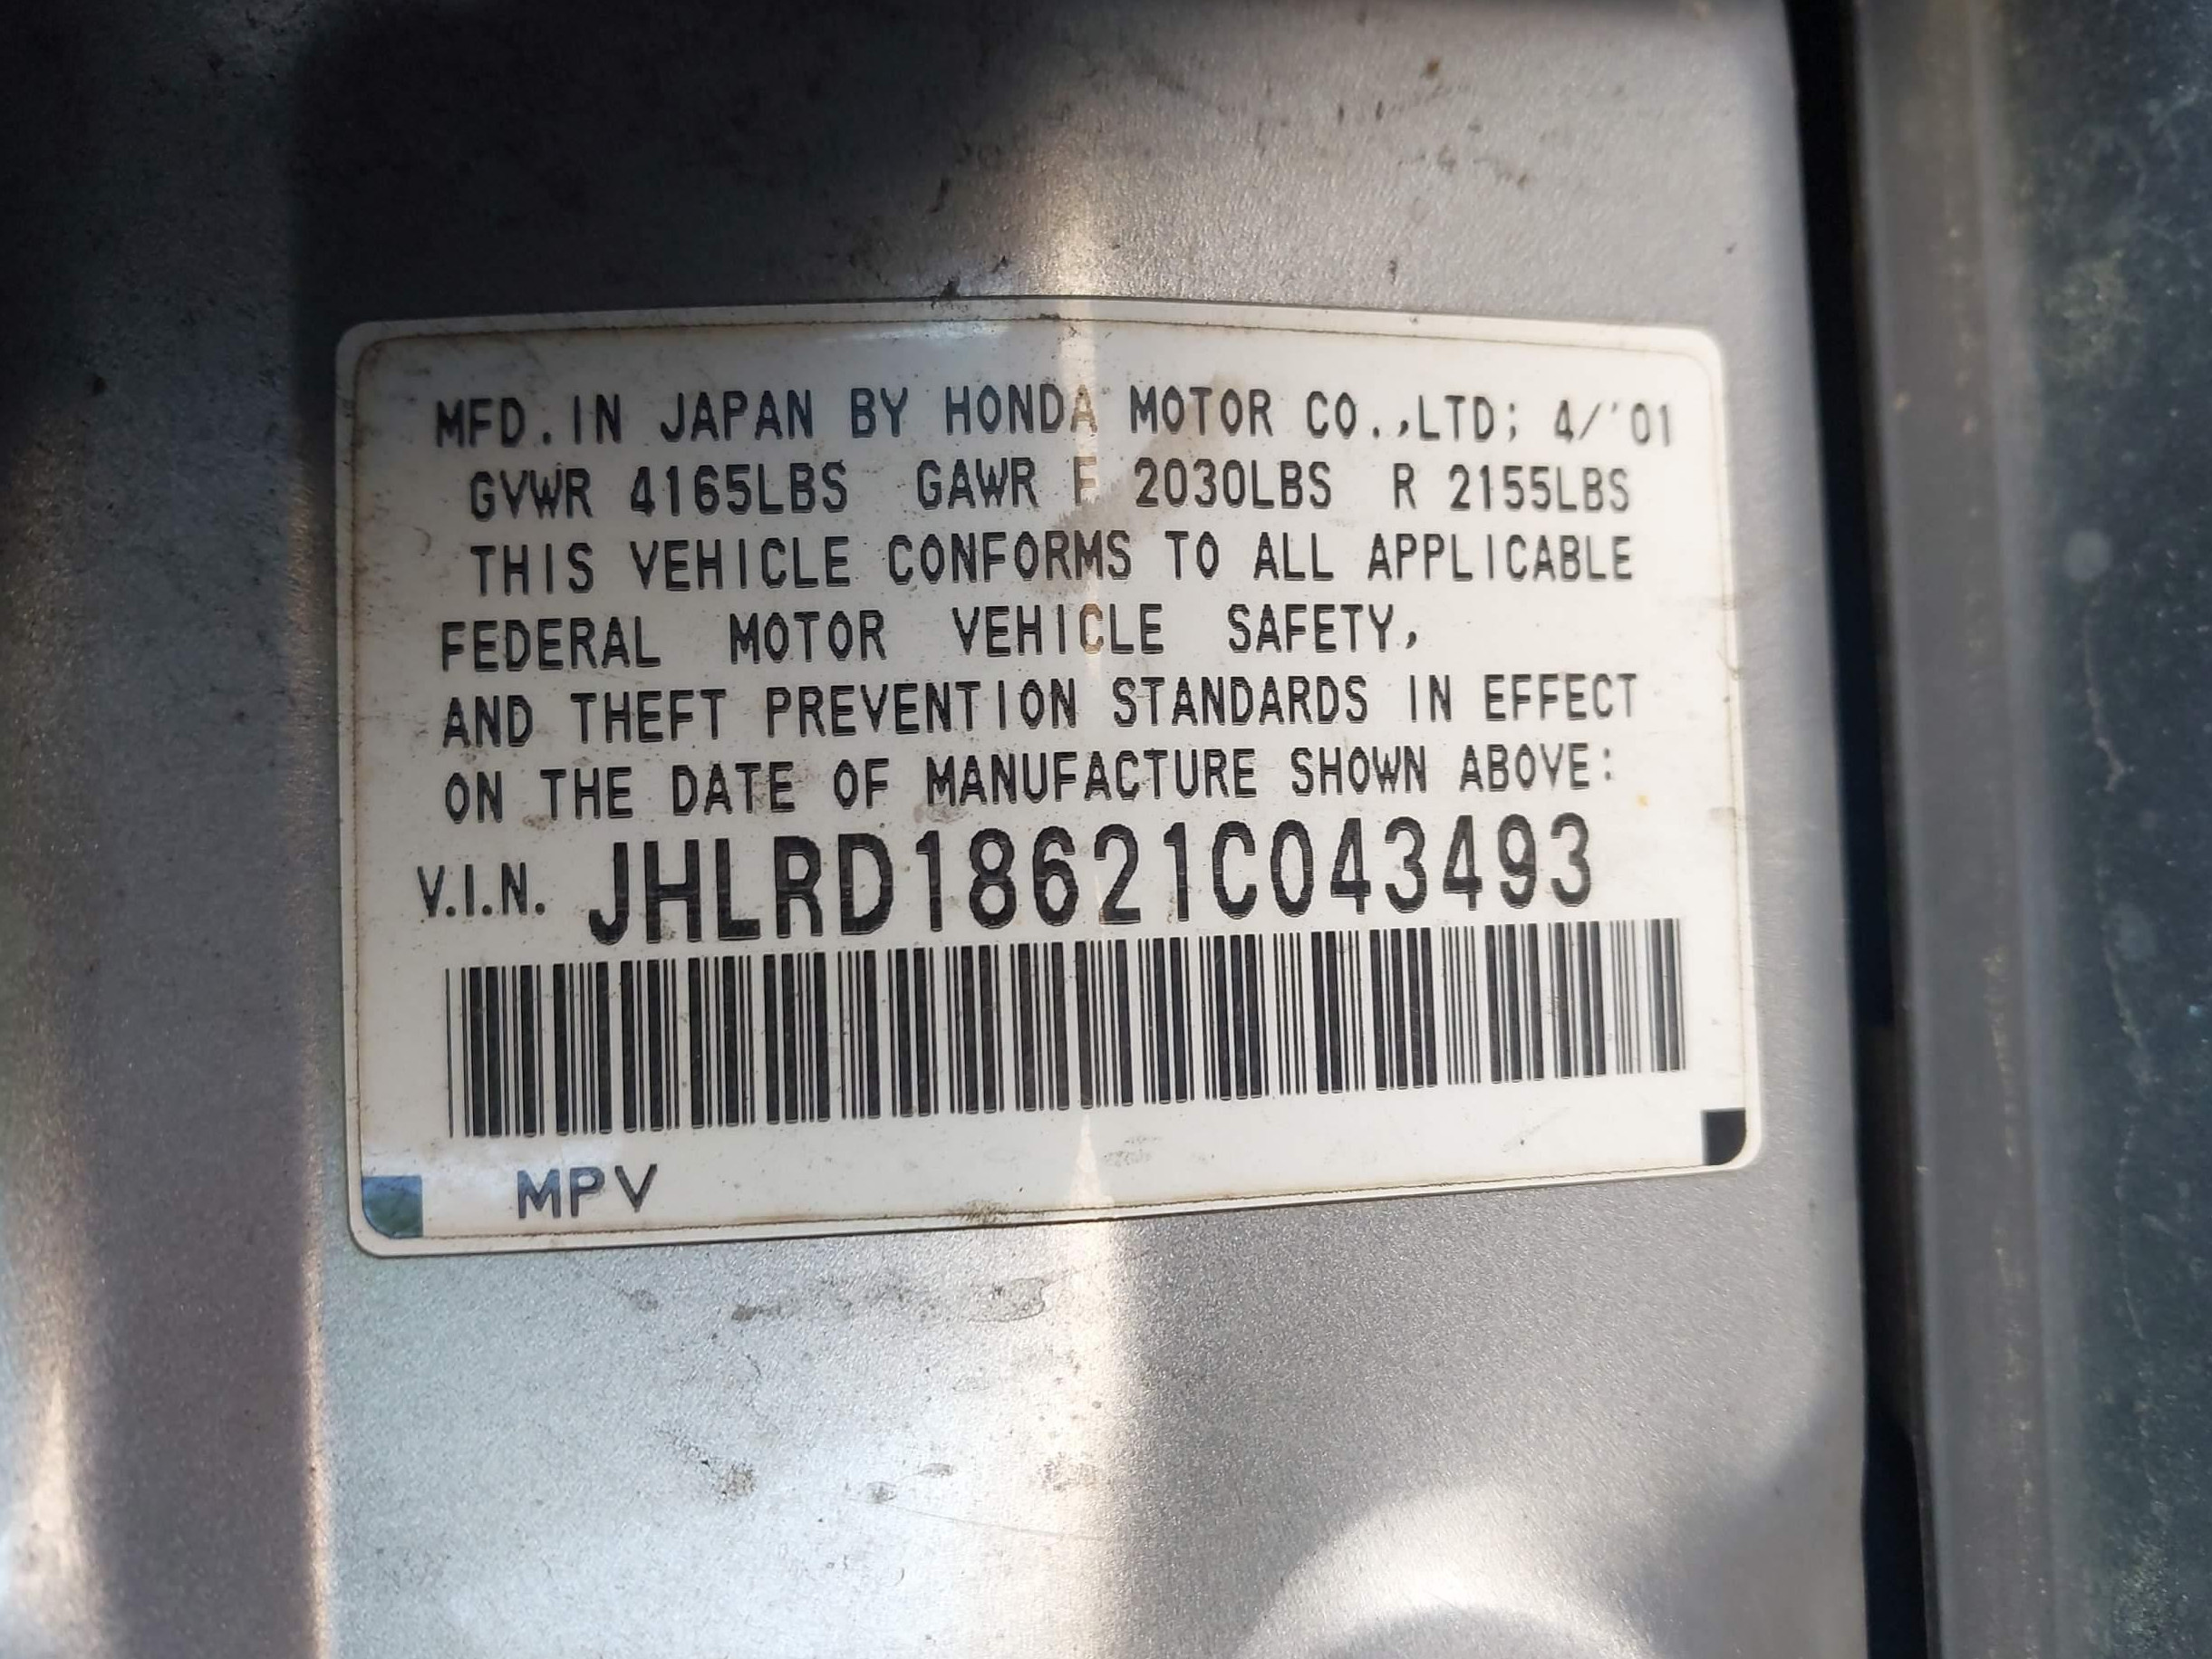 MFD.IN JAPAN BY HONDA MOTOR CO.,LTD; 4/'01
GVWR 4165LBS GAWR F 2030LBS R 2155LBS
THIS VEHICLE CONFORMS TO ALL APPLICABLE
FEDERAL MOTOR VEHICLE SAFETY,
AND THEFT PREVENTION STANDARDS IN EFFECT
ON THE DATE OF MANUFACTURE SHOWN ABOVE:
V.I.N. JHLRD18621C043493
MPV